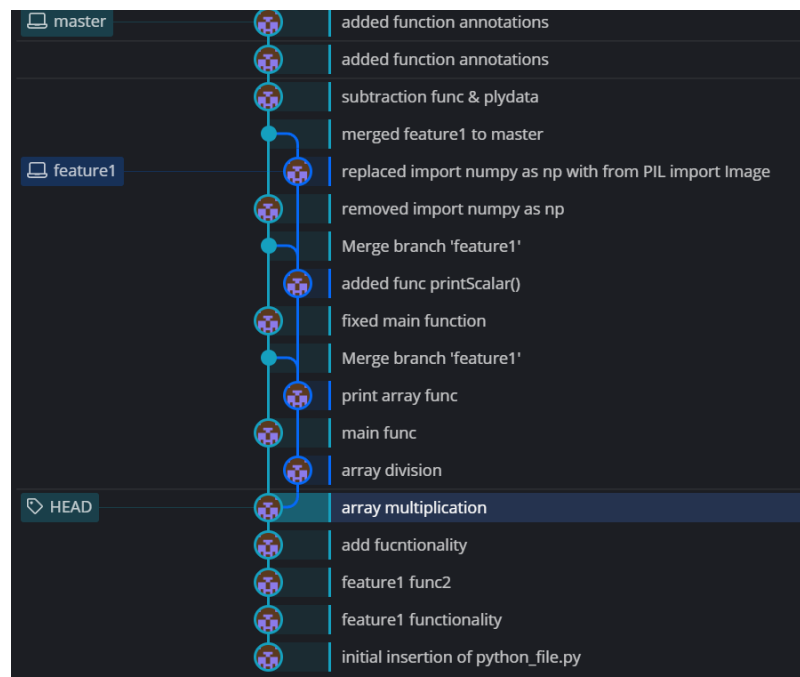 master added function annotations
added function annotations
subtraction func & plydata
merged feature1 to master
feature1 replaced import numpy as np with from PIL import Image
removed import numpy as np
Merge branch 'feature1'
added func printScalar()
fixed main function
Merge branch 'feature1'
print array func
main func
array division
HEAD array multiplication
add fucntionality
feature1 func2
feature1 functionality
initial insertion of python_file.py